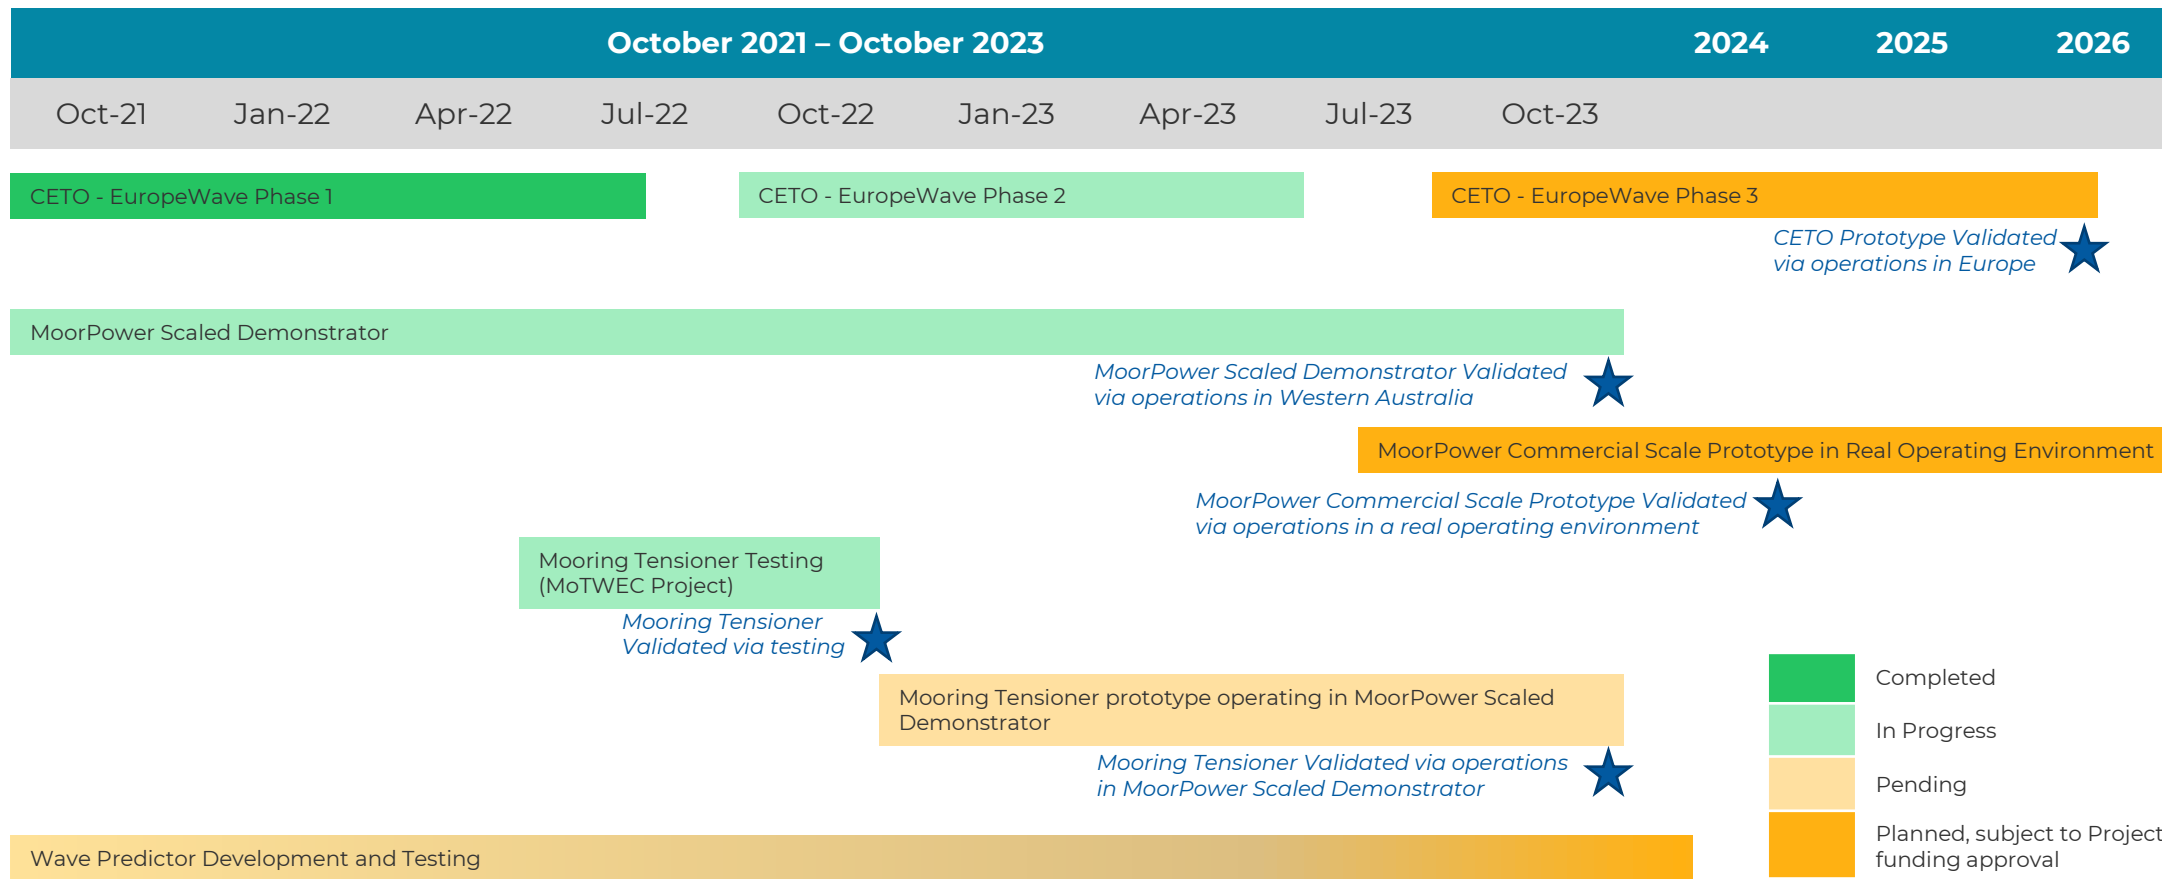 October 2021 – October 2023 2024 2025 2026
Oct-21 Jan-22 Apr-22 Jul-22 Oct-22 Jan-23 Apr-23 Jul-23 Oct-23
CETO - EuropeWave Phase 1
CETO - EuropeWave Phase 2
CETO - EuropeWave Phase 3
CETO Prototype Validated
via operations in Europe
MoorPower Scaled Demonstrator
MoorPower Scaled Demonstrator Validated
via operations in Western Australia
MoorPower Commercial Scale Prototype in Real Operating Environment
MoorPower Commercial Scale Prototype Validated
via operations in a real operating environment
Mooring Tensioner Testing
(MoTWEC Project)
Mooring Tensioner
Validated via testing
Mooring Tensioner prototype operating in MoorPower Scaled
Demonstrator
Mooring Tensioner Validated via operations
in MoorPower Scaled Demonstrator
Wave Predictor Development and Testing
Completed
In Progress
Pending
Planned, subject to Project
funding approval